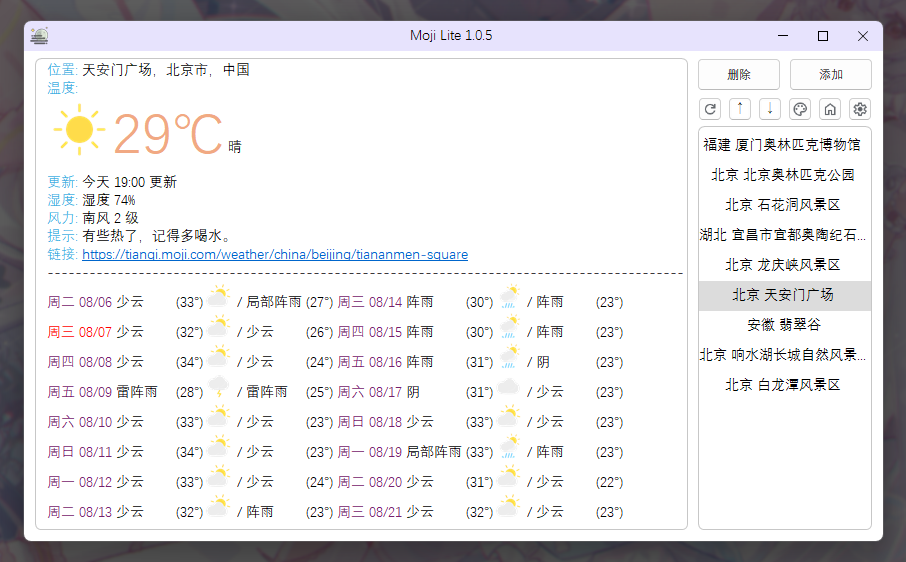 Moji Lite 1.0.5
位置: 天安门广场，北京市，中国
温度:
29℃ 晴
更新: 今天 19:00 更新
湿度: 湿度 74%
风力: 南风 2 级
提示: 有些热了，记得多喝水。
链接: https://tianqi.moji.com/weather/china/beijing/tiananmen-square
周二 08/06 少云 (33°) / 局部阵雨 (27°) 周三 08/14 阵雨 (30°) / 阵雨 (23°)
周三 08/07 少云 (32°) / 少云 (26°) 周四 08/15 阵雨 (30°) / 阵雨 (23°)
周四 08/08 少云 (34°) / 少云 (24°) 周五 08/16 阵雨 (31°) / 阴 (23°)
周五 08/09 雷阵雨 (28°) / 雷阵雨 (25°) 周六 08/17 阴 (31°) / 少云 (23°)
周六 08/10 少云 (33°) / 少云 (23°) 周日 08/18 少云 (33°) / 少云 (23°)
周日 08/11 少云 (34°) / 少云 (23°) 周一 08/19 局部阵雨 (33°) / 阵雨 (23°)
周一 08/12 少云 (33°) / 少云 (24°) 周二 08/20 少云 (31°) / 少云 (22°)
周二 08/13 少云 (32°) / 阵雨 (23°) 周三 08/21 少云 (32°) / 少云 (23°)
删除 添加
福建 厦门奥林匹克博物馆
北京 北京奥林匹克公园
北京 石花洞风景区
湖北 宜昌市宜都奥陶纪石...
北京 龙庆峡风景区
北京 天安门广场
安徽 翡翠谷
北京 响水湖长城自然风景...
北京 白龙潭风景区